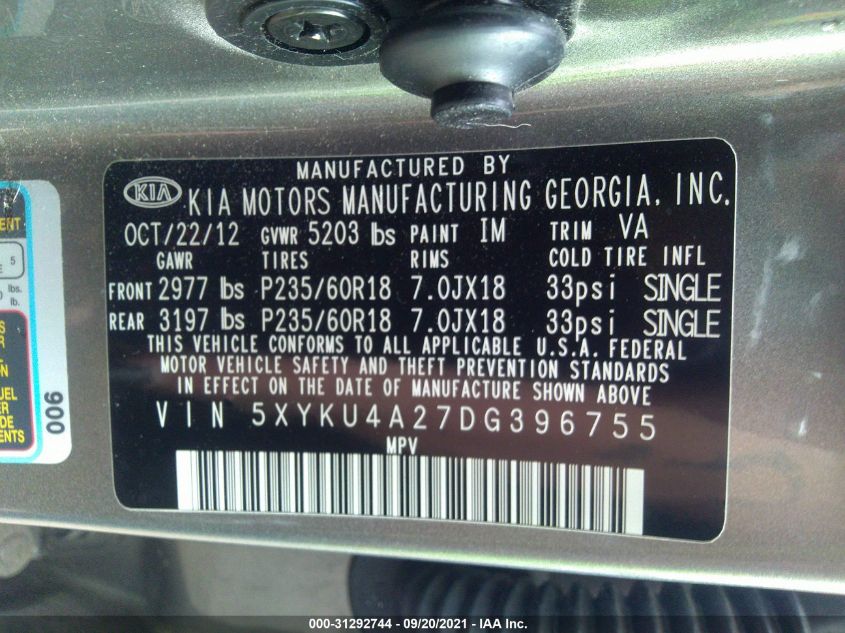 MANUFACTURED BY
KIA KIA MOTORS MANUFACTURING GEORGIA, INC.
OCT/22/12 GVWR 5203 lbs PAINT IM TRIM VA
GAWR TIRES RIMS COLD TIRE INFL
FRONT 2977 lbs P235/60R18 7.0JX18 33psi SINGLE
REAR 3197 lbs P235/60R18 7.0JX18 33psi SINGLE
THIS VEHICLE CONFORMS TO ALL APPLICABLE U.S.A. FEDERAL
MOTOR VEHICLE SAFETY AND THEFT PREVENTION STANDARDS
IN EFFECT ON THE DATE OF MANUFACTURE SHOWN ABOVE
VIN 5XYKU4A27DG396755
MPV
5
lb.
006
000-31292744 - 09/20/2021 - IAA Inc.